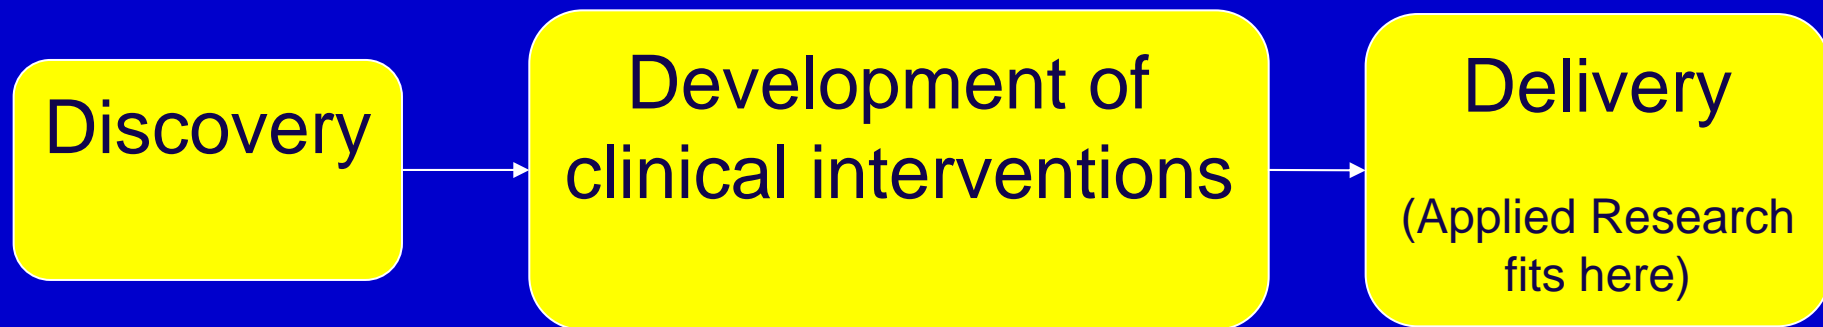 Discovery
Development of
clinical interventions
Delivery
(Applied Research
fits here)